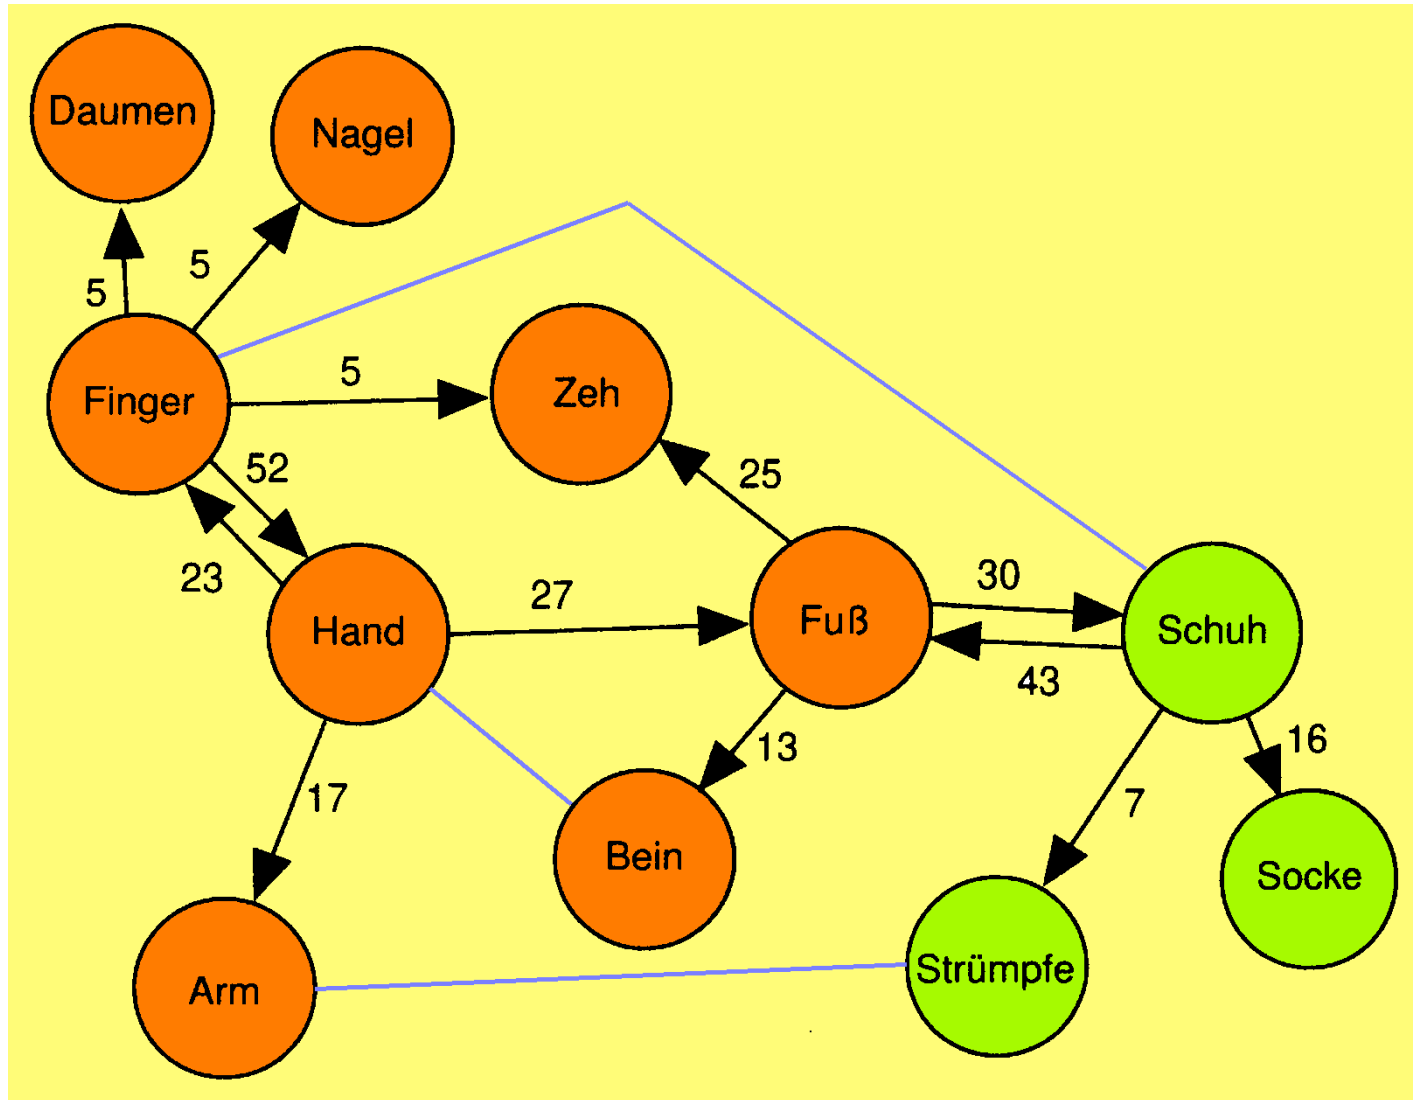 Daumen
Nagel
5
5
Finger
5
Zeh
52
25
23
Hand
27
Fuß
30
Schuh
43
17
13
16
7
Bein
Socke
Arm
Strümpfe